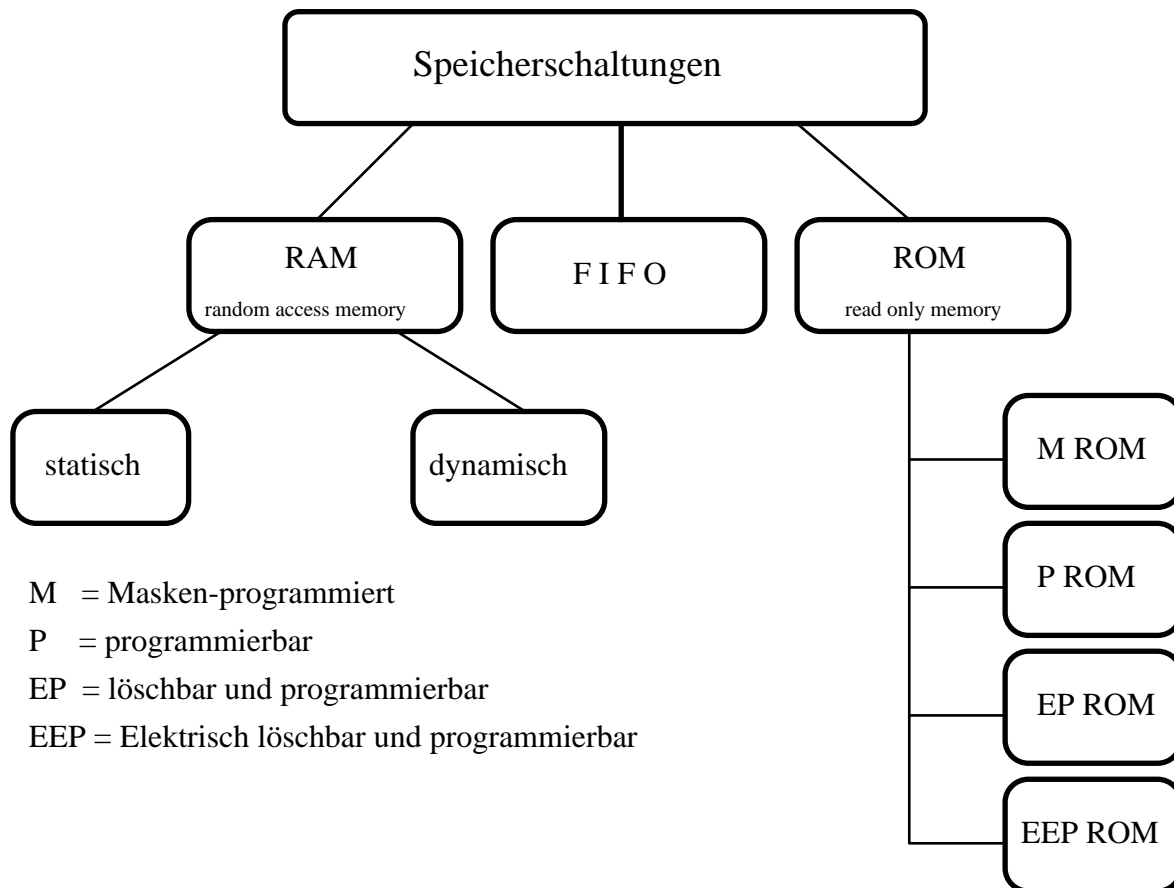 Speicherschaltungen
RAM
random access memory
F I F O
ROM
read only memory
statisch
dynamisch
M ROM
P ROM
EP ROM
EEP ROM
M = Masken-programmiert
P = programmierbar
EP = löschbar und programmierbar
EEP = Elektrisch löschbar und programmierbar